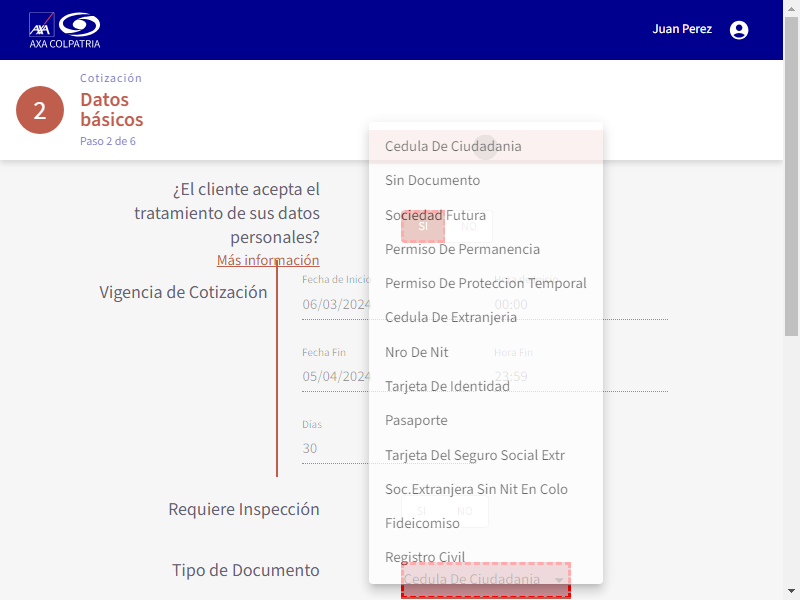 AXA
AXA COLPATRIA
Juan Perez
2
Cotización
Datos
básicos
Paso 2 de 6
¿El cliente acepta el
tratamiento de sus datos
personales?
Más información
SI
NO
Vigencia de Cotización
Fecha de Inicio
06/03/2024
00:00
Fecha Fin
Hora Fin
05/04/2024
23:59
Días
30
Requiere Inspección
SI
NO
Tipo de Documento
Cedula De Ciudadania
Cedula De Ciudadania
Sin Documento
Sociedad Futura
Permiso De Permanencia
Permiso De Proteccion Temporal
Cedula De Extranjeria
Nro De Nit
Tarjeta De Identidad
Pasaporte
Tarjeta Del Seguro Social Extr
Soc.Extranjera Sin Nit En Colo
Fideicomiso
Registro Civil